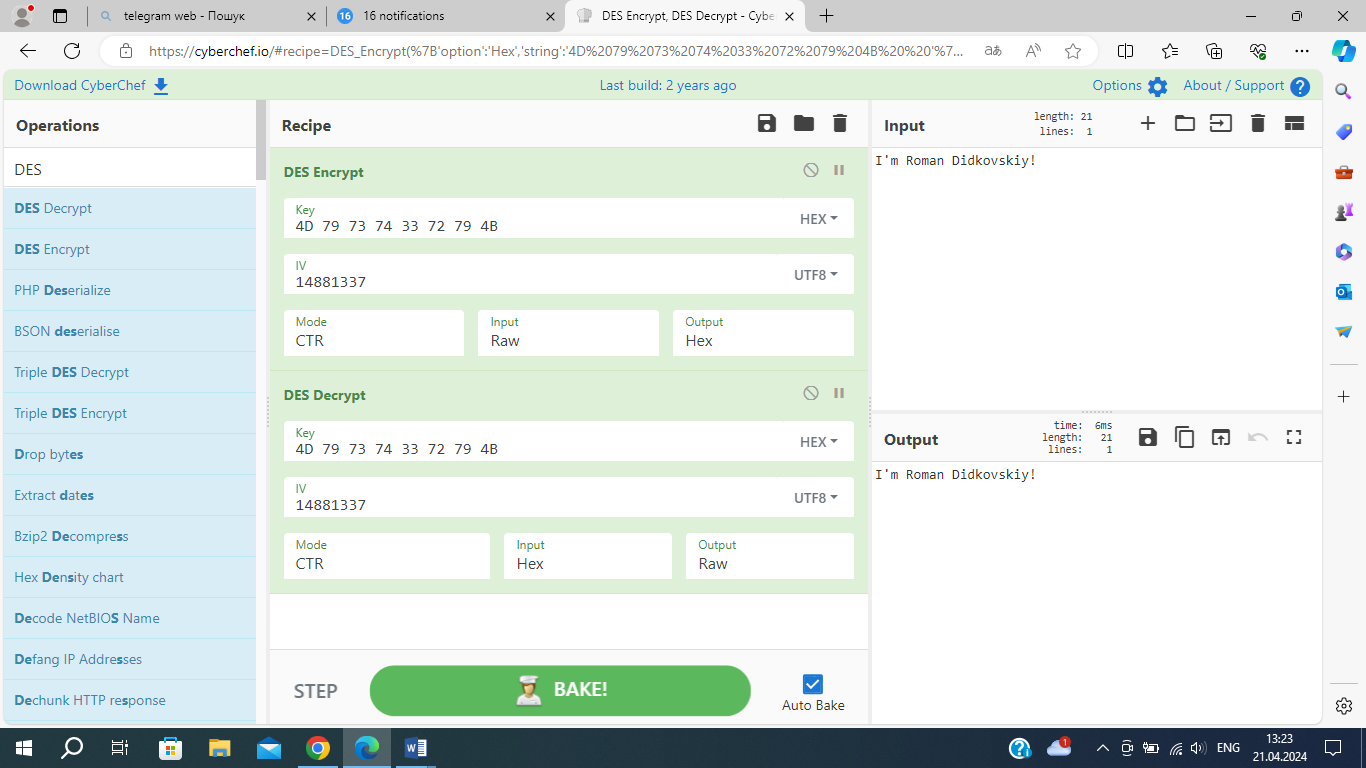 telegram web - Пошук
16
16 notifications
DES Encrypt, DES Decrypt - Cybe
https://cyberchef.io/#recipe=DES_Encrypt(%7B'option':'Hex','string':'4D%2079%2073%2074%2033%2072%2079%204B%20%20'%7...
Download CyberChef
Last build: 2 years ago
Options
About / Support
Operations
Recipe
Input
length: 21
lines: 1
DES
DES Decrypt
DES Encrypt
PHP Deserialize
BSON deserialise
Triple DES Decrypt
Triple DES Encrypt
Drop bytes
Extract dates
Bzip2 Decompress
Hex Density chart
Decode NetBIOS Name
Defang IP Addresses
Dechunk HTTP response
DES Encrypt
Key
4D 79 73 74 33 72 79 4B
HEX
IV
14881337
UTF8
Mode
CTR
Input
Raw
Output
Hex
DES Decrypt
Key
4D 79 73 74 33 72 79 4B
HEX
IV
14881337
UTF8
Mode
CTR
Input
Hex
Output
Raw
STEP
BAKE!
Auto Bake
I'm Roman Didkovskiy!
Output
time: 6ms
length: 21
lines: 1
I'm Roman Didkovskiy!
1
ENG
13:23
21.04.2024